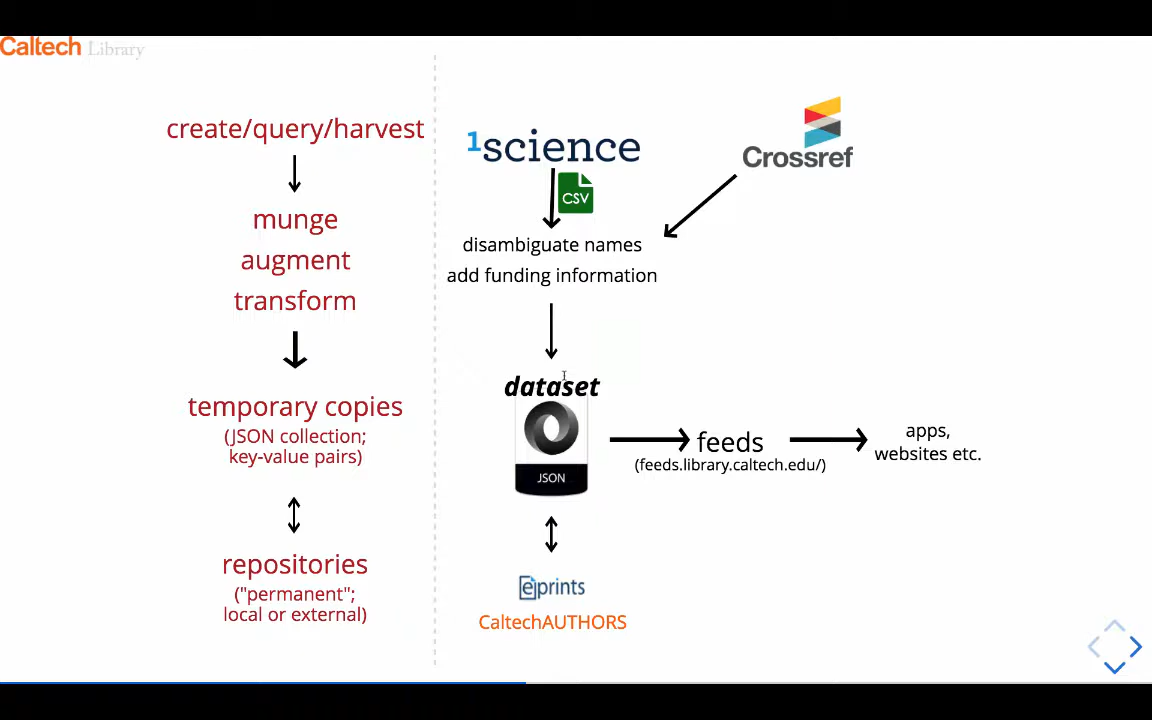 Caltech Library
create/query/harvest
munge
augment
transform
temporary copies
(JSON collection;
key-value pairs)
repositories
("permanent";
local or external)
1science
CSV
Crossref
disambiguate names
add funding information
dataset
JSON
feeds
(feeds.library.caltech.edu/)
apps,
websites etc.
eprints
CaltechAUTHORS